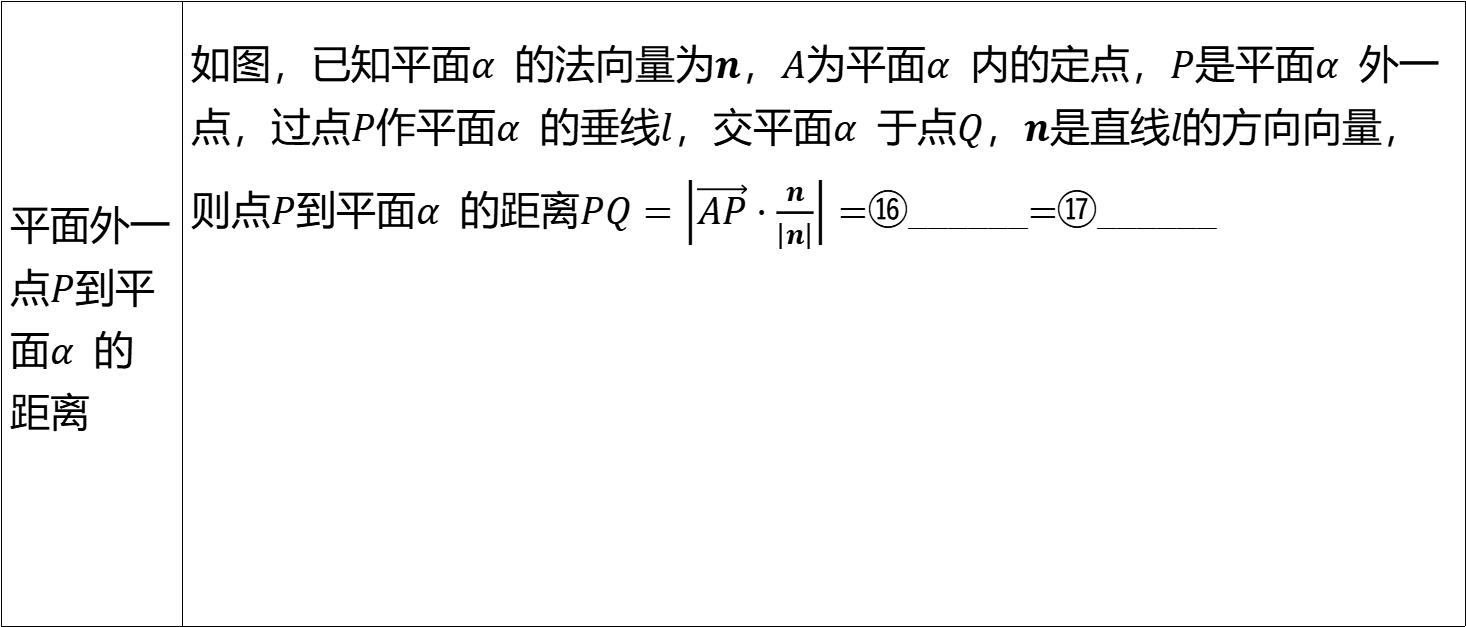 平面外一
点P到平
面α 的
距离
如图，已知平面α 的法向量为n，A为平面α 内的定点，P是平面α 外一
点，过点P作平面α 的垂线l，交平面α 于点Q，n是直线l的方向向量，
则点P到平面α 的距离PQ = |\overrightarrow{AP} · \frac{n}{|n|}| =⑯______=⑰______